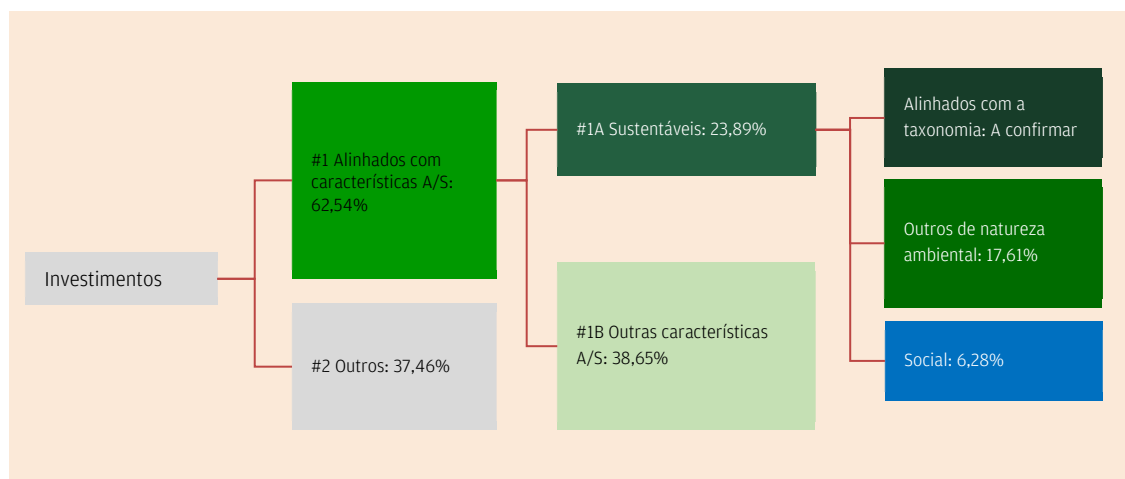 Investimentos
#1 Alinhados com
características A/S:
62,54%
#2 Outros: 37,46%
#1A Sustentáveis: 23,89%
#1B Outras características
A/S: 38,65%
Alinhados com a
taxonomia: A confirmar
Outros de natureza
ambiental: 17,61%
Social: 6,28%